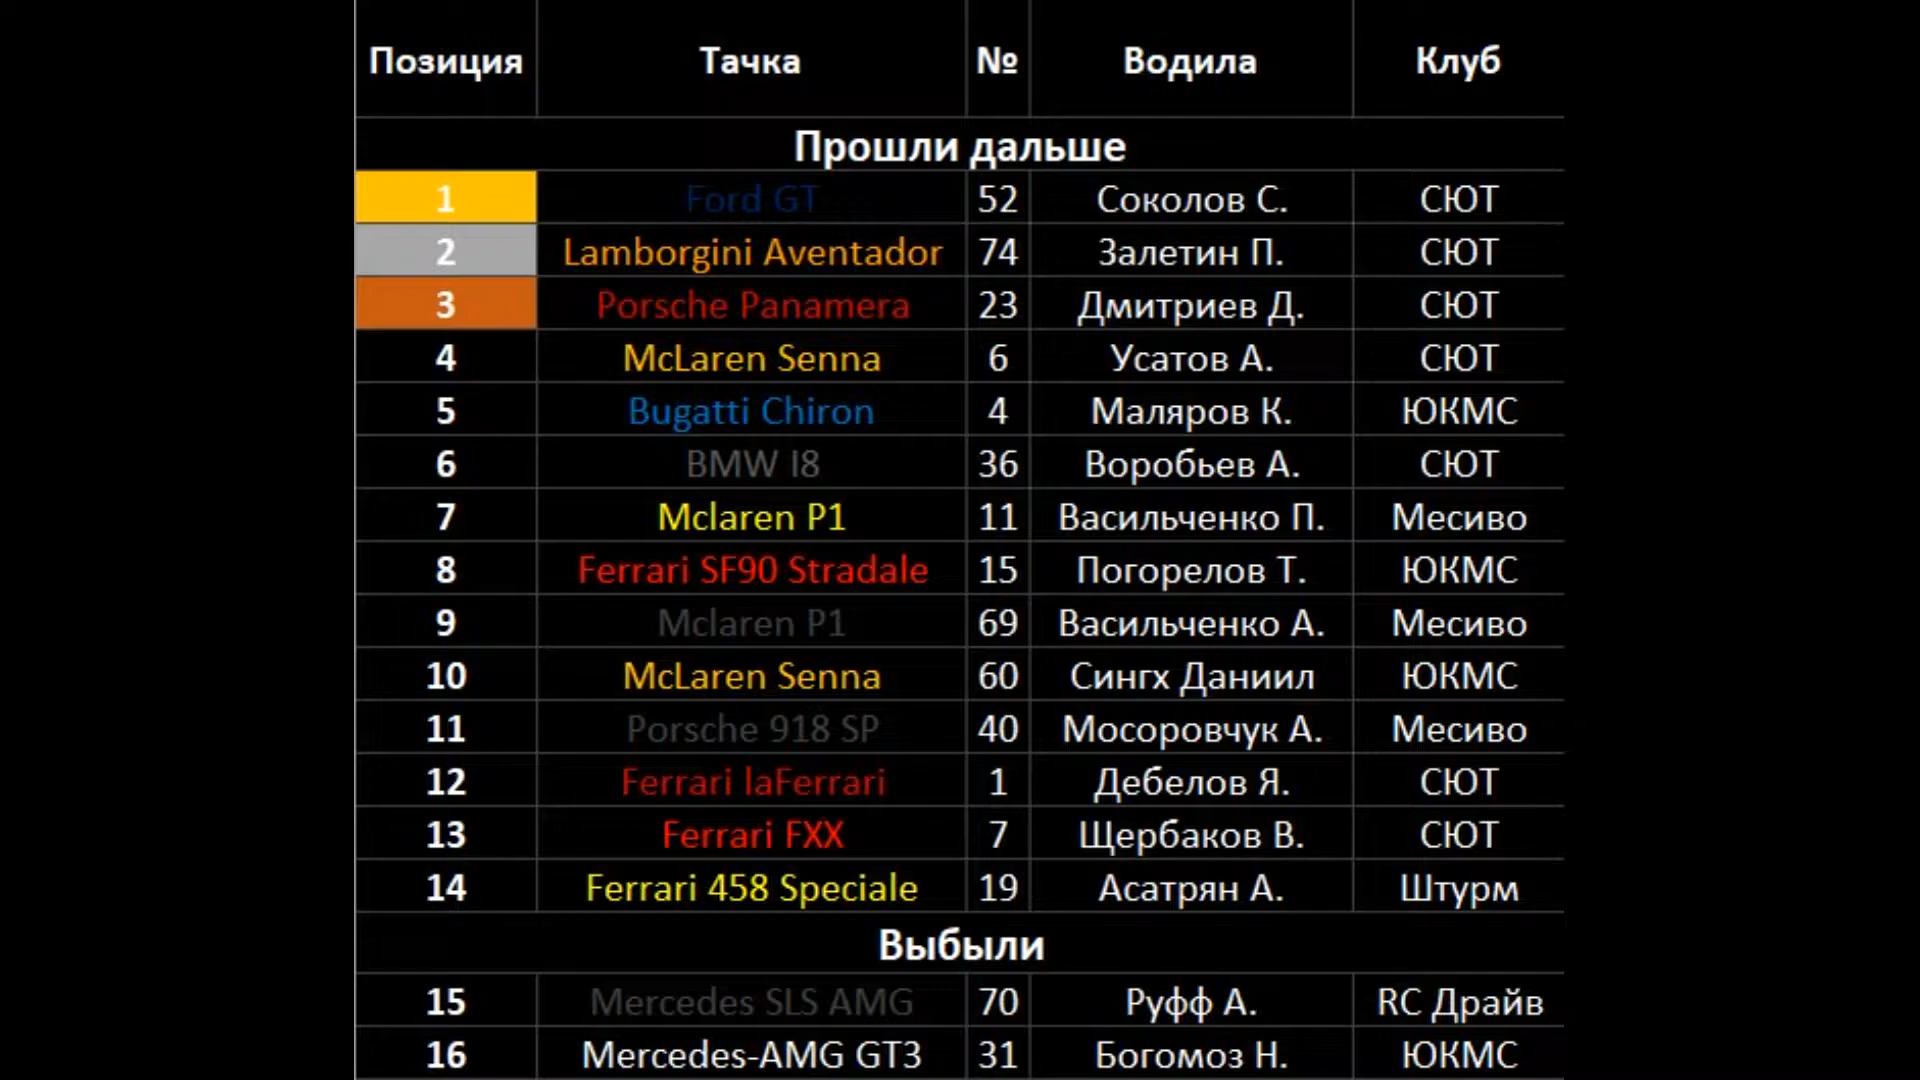 Позиция Тачка № Водила Клуб
Прошли дальше
1 Ford GT 52 Соколов С. СЮТ
2 Lamborgini Aventador 74 Залетин П. СЮТ
3 Porsche Panamera 23 Дмитриев Д. СЮТ
4 McLaren Senna 6 Усатов А. СЮТ
5 Bugatti Chiron 4 Маляров К. ЮКМС
6 BMW I8 36 Воробьев А. СЮТ
7 Mclaren P1 11 Васильченко П. Месиво
8 Ferrari SF90 Stradale 15 Погорелов Т. ЮКМС
9 Mclaren P1 69 Васильченко А. Месиво
10 McLaren Senna 60 Сингх Даниил ЮКМС
11 Porsche 918 SP 40 Мосоровчук А. Месиво
12 Ferrari laFerrari 1 Дебелов Я. СЮТ
13 Ferrari FXX 7 Щербаков В. СЮТ
14 Ferrari 458 Speciale 19 Асатрян А. Штурм
Выбыли
15 Mercedes SLS AMG 70 Руфф А. RC Драйв
16 Mercedes-AMG GT3 31 Богомоз Н. ЮКМС